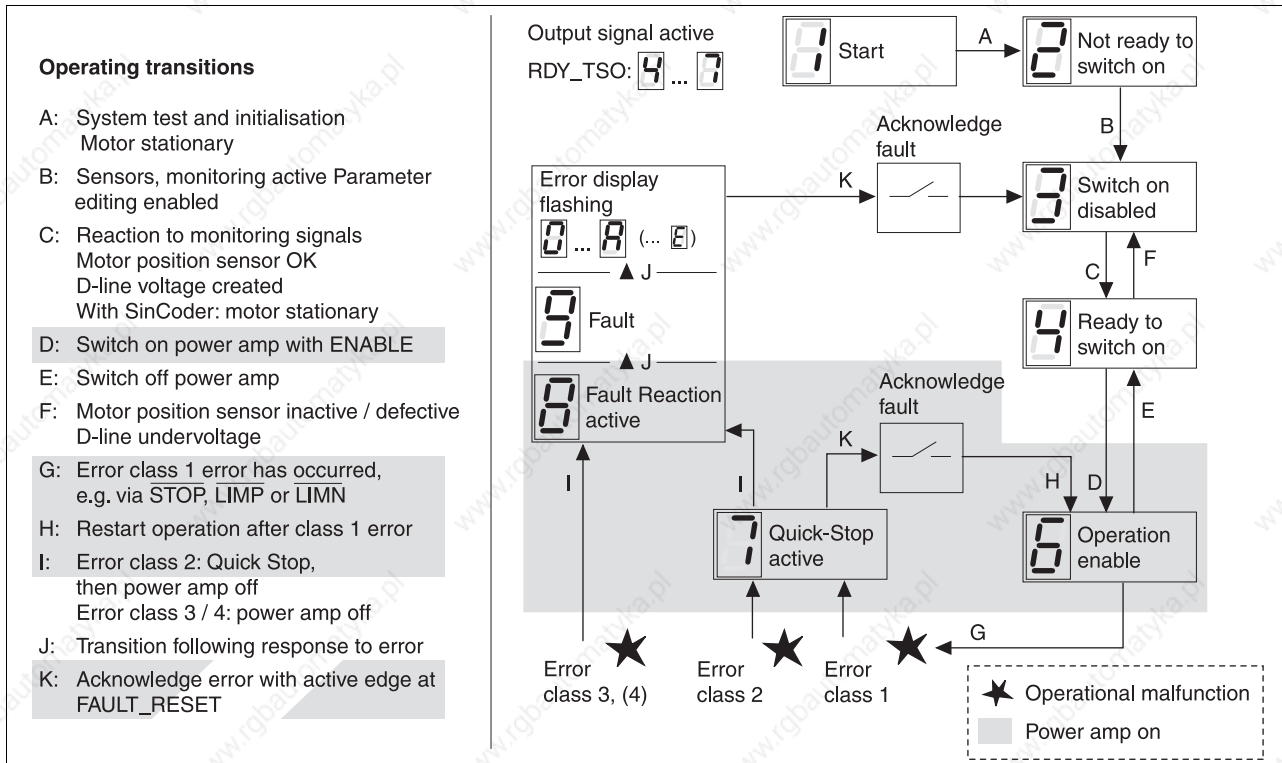 Operating transitions
A: System test and initialisation
Motor stationary
B: Sensors, monitoring active Parameter
editing enabled
C: Reaction to monitoring signals
Motor position sensor OK
D-line voltage created
With SinCoder: motor stationary
D: Switch on power amp with ENABLE
E: Switch off power amp
F: Motor position sensor inactive / defective
D-line undervoltage
G: Error class 1 error has occurred,
e.g. via STOP, LIMP or LIMN
H: Restart operation after class 1 error
I: Error class 2: Quick Stop,
then power amp off
Error class 3 / 4: power amp off
J: Transition following response to error
K: Acknowledge error with active edge at
FAULT_RESET
Output signal active
RDY_TSO: 4 ... 7
1 Start
A
2 Not ready to
switch on
B
Acknowledge
fault
K
Error display
flashing
0 ... A (... E)
J
9 Fault
J
8 Fault Reaction
active
3 Switch on
disabled
C
F
4 Ready to
switch on
Acknowledge
fault
K
E
I
I
H
D
7 Quick-Stop
active
6 Operation
enable
G
Error
class 3, (4)
Error
class 2
Error
class 1
Operational malfunction
Power amp on
www.rgbautomatyka.pl